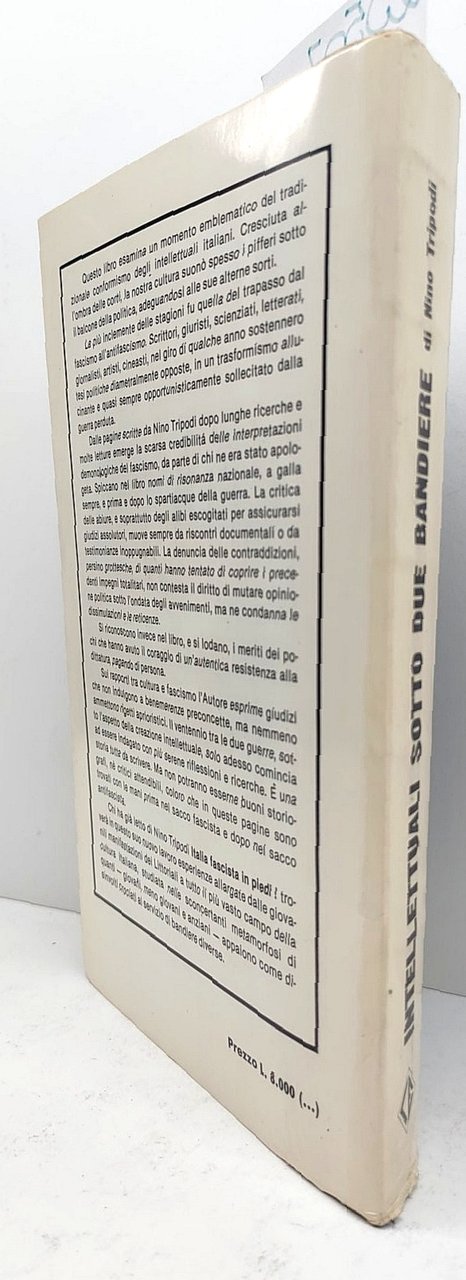 Questo libro esamina un momento emblematico del tradi-
zionale conformismo degli intellettuali italiani. Cresciuta al-
l'ombra delle corti, la nostra cultura suonò spesso i pifferi sotto
il balcone della politica, adeguandosi alle sue alterne sorti.
La più inclemente delle stagioni fu quella del trapasso dal
fascismo all'antifascismo. Scrittori, giuristi, scienziati, letterati,
giornalisti, artisti, cineasti, nel giro di qualche anno sostennero
tesi politiche diametralmente opposte, in un trasformismo allu-
cinante e quasi sempre opportunisticamente sollecitato dalla
guerra perduta.
Dalle pagine scritte da Nino Tripodi dopo lunghe ricerche e
molte letture emerge la scarsa credibilità delle interpretazioni
demonologiche del fascismo, da parte di chi ne era stato apolo-
geta. Spiccano nel libro nomi di risonanza nazionale, a galla
sempre, e prima e dopo lo spartiacque della guerra. La critica
delle abiure, e soprattutto degli alibi escogitati per assicurarsi
giudizi assolutori, muove sempre da riscontri documentali o da
testimonianze inoppugnabili. La denuncia delle contraddizioni,
persino grottesche, di quanti hanno tentato di coprire i prece-
denti impegni totalitari, non contesta il diritto di mutare opinio-
ne politica sotto l'ondata degli avvenimenti, ma ne condanna le
dissimulazioni e le reticenze.
Si riconoscono invece nel libro, e si lodano, i meriti dei po-
chi che hanno avuto il coraggio di un'autentica resistenza alla
dittatura pagando di persona.
Sui rapporti tra cultura e fascismo l'Autore esprime giudizi
che non indulgono a benemerenze preconcette, ma nemmeno
ammettono rigetti aprioristici. Il ventennio tra le due guerre, sot-
to l'aspetto della creazione intellettuale, solo adesso comincia
ad essere indagato con più serene riflessioni e ricerche. È una
storia tutta da scrivere. Ma non potranno esserne buoni storio-
grafi, né critici attendibili, coloro che in queste pagine sono
trovati con le mani prima nel sacco fascista e dopo nel sacco
antifascista.
Chi ha già letto di Nino Tripodi Italia fascista in piedi! tro-
verà in questo suo nuovo lavoro esperienze allargate dalle giova-
nili manifestazioni dei Littoriali a tutto il più vasto campo della
cultura italiana, studiata nelle sconcertanti metamorfosi di
quanti — giovani, meno giovani e anziani — appaiono come di-
sinvolti crociati al servizio di bandiere diverse.
Prezzo L. 8.000 (...)
INTELLETTUALI SOTTO DUE BANDIERE di Nino Tripodi